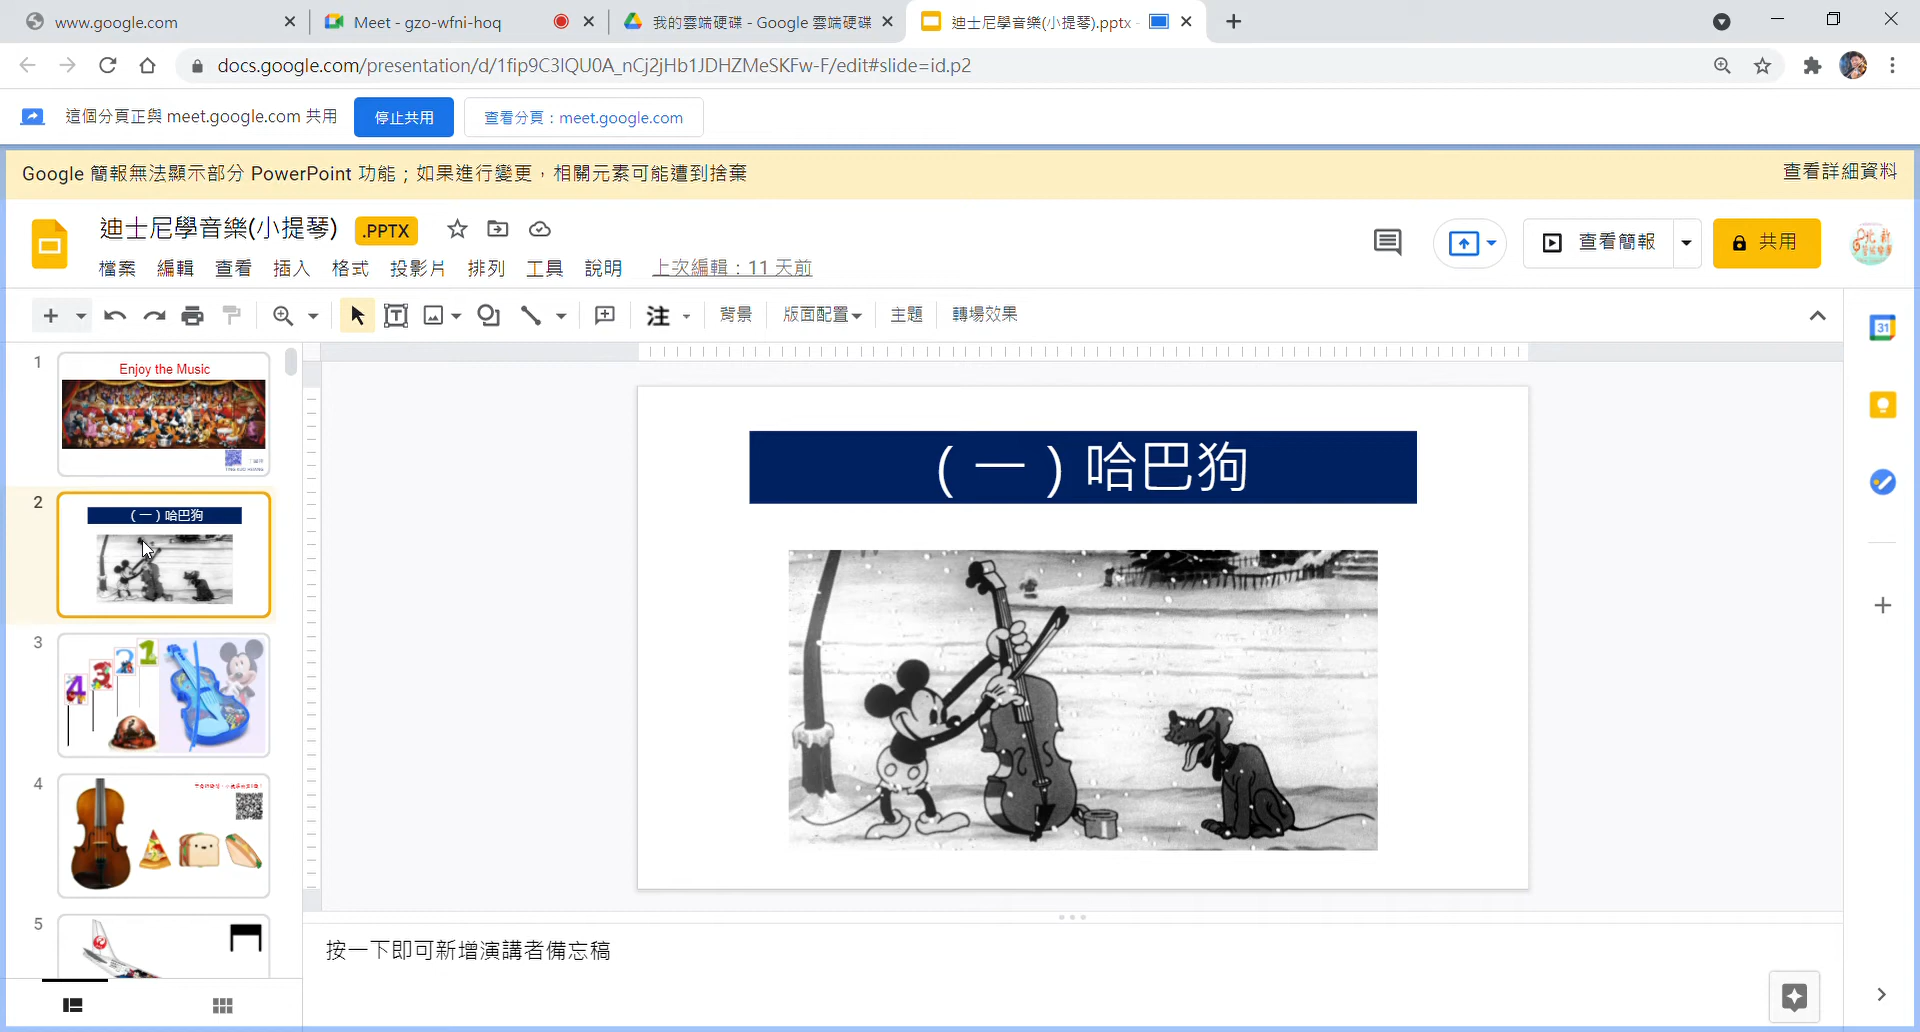 www.google.com
Meet - gzo-wfni-hoq
我的雲端硬碟 - Google 雲端硬碟
迪士尼學音樂(小提琴).pptx -
docs.google.com/presentation/d/1fip9C3IQU0A_nCj2jHb1JDHZMeSKFw-F/edit#slide=id.p2
這個分頁正與 meet.google.com 共用
停止共用
查看分頁：meet.google.com
Google 簡報無法顯示部分 PowerPoint 功能；如果進行變更，相關元素可能遭到捨棄
查看詳細資料
迪士尼學音樂(小提琴)
.PPTX
檔案 編輯 查看 插入 格式 投影片 排列 工具 說明 上次編輯：11 天前
查看簡報
共用
注 背景 版面配置 主題 轉場效果
31
1
Enjoy the Music
2
(一)哈巴狗
3
4 3 2 1
4
5
(一)哈巴狗
按一下即可新增演講者備忘稿